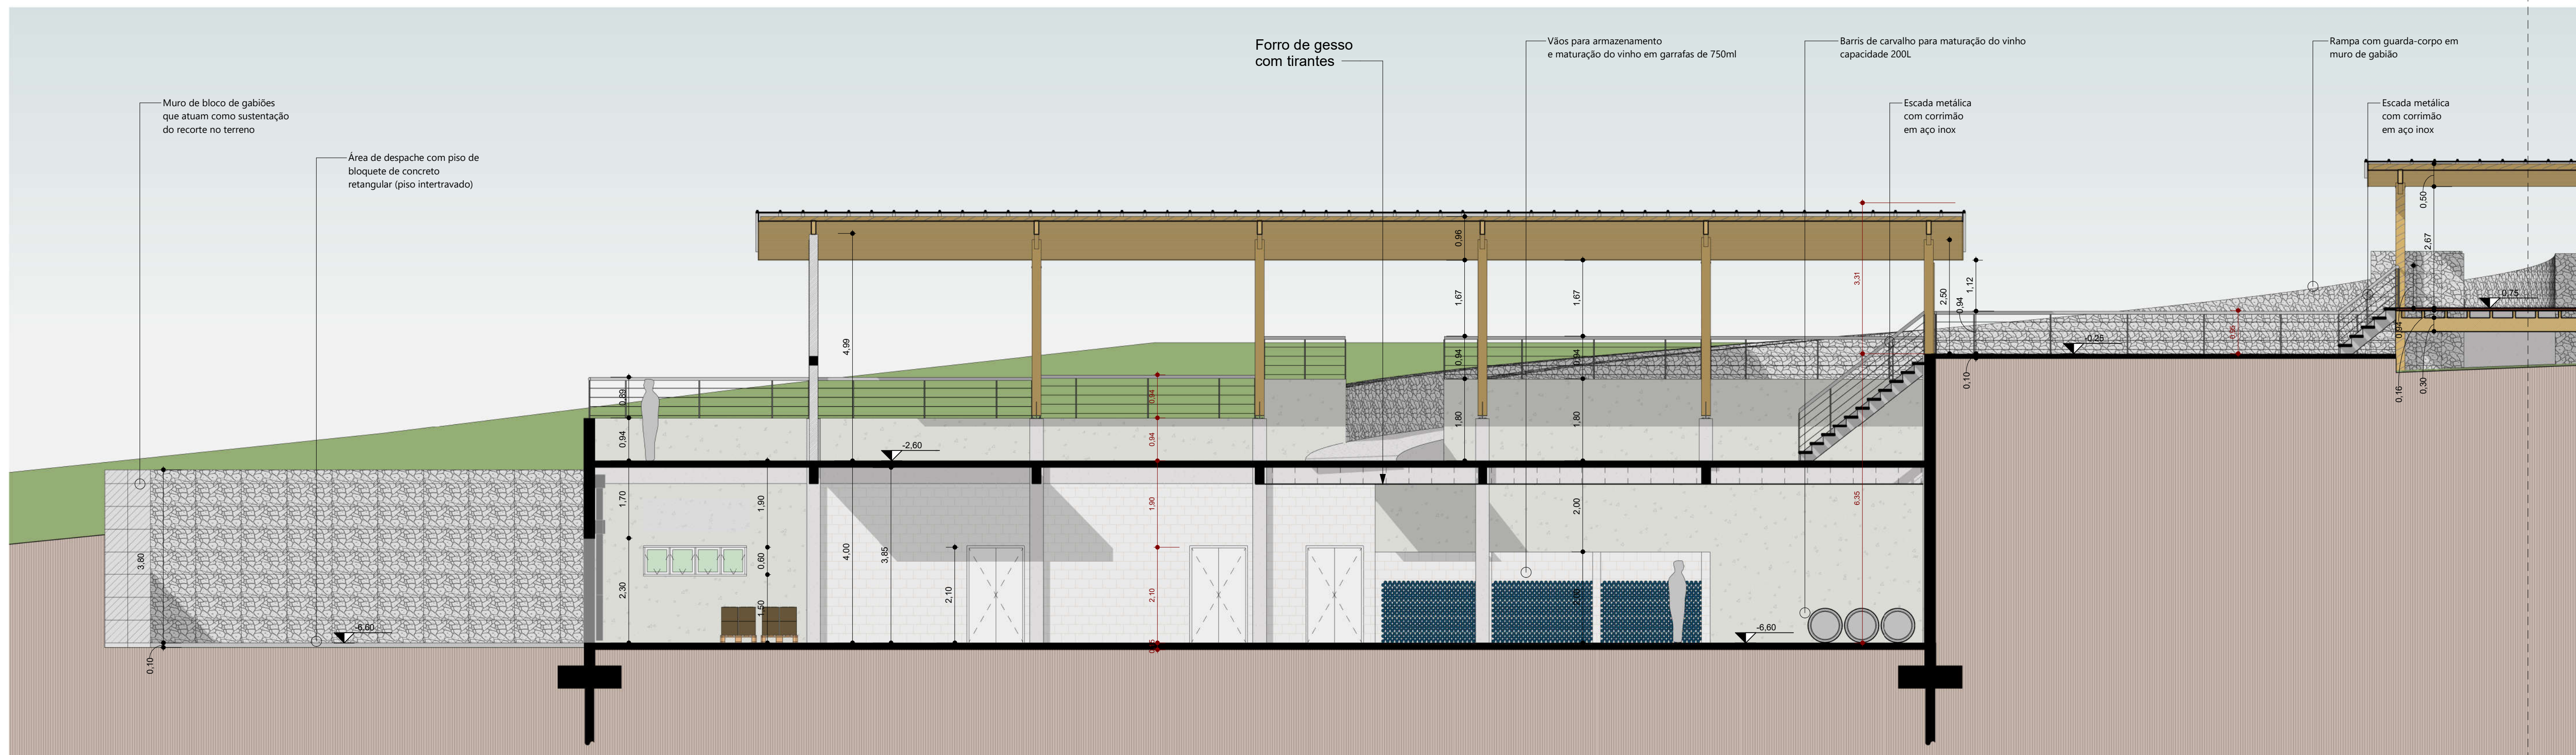 Forro de gesso
com tirantes
Vãos para armazenamento
e maturação do vinho em garrafas de 750ml
Barris de carvalho para maturação do vinho
capacidade 200L
Rampa com guarda-corpo em
muro de gabião
Muro de bloco de gabiões
que atuam como sustentação
do recorte no terreno
Escada metálica
com corrimão
em aço inox
Escada metálica
com corrimão
em aço inox
Área de despache com piso de
bloquete de concreto
retangular (piso intertravado)
0,50
2,67
0,96
3,31
1,67
1,67
2,50
1,12
0,94
0,75
4,99
-0,26
0,94
0,94
0,94
0,10
0,16
0,30
0,89
0,94
0,94
0,94
1,80
1,80
-2,60
1,70
1,90
1,90
2,00
6,35
3,80
4,00
3,85
0,60
2,30
1,50
2,10
2,10
-6,60
-6,60
0,10